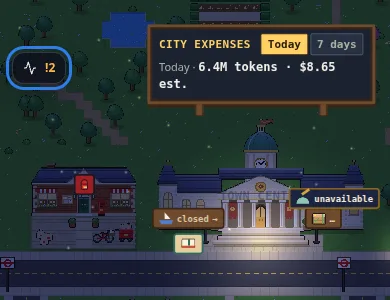 CITY EXPENSES Today 7 days
Today · 6.4M tokens · $8.65
est.
!2
unavailable
closed →